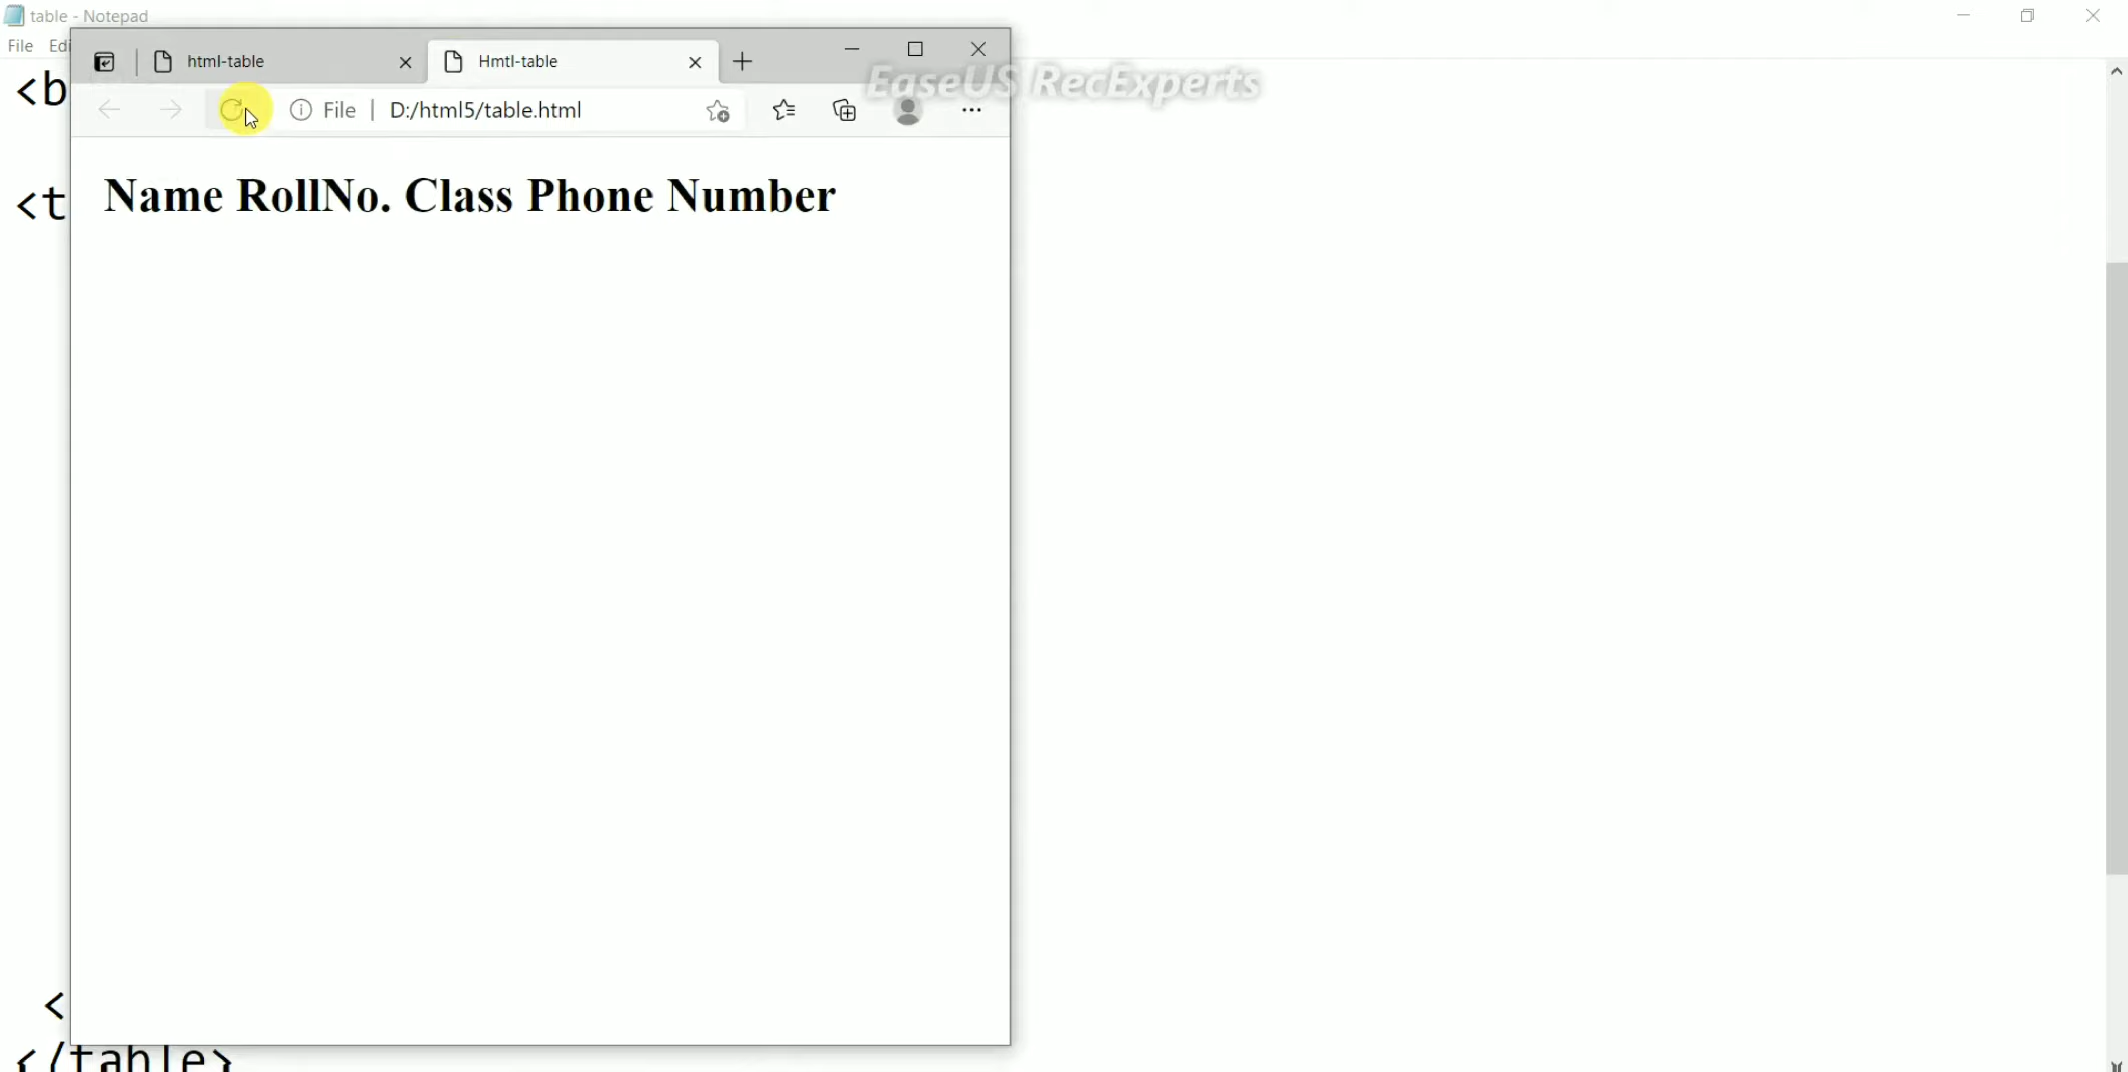 table - Notepad
File Edi
html-table
Hmtl-table
EaseUS RecExperts
File | D:/html5/table.html
<b
Name RollNo. Class Phone Number
<t
<
</table>